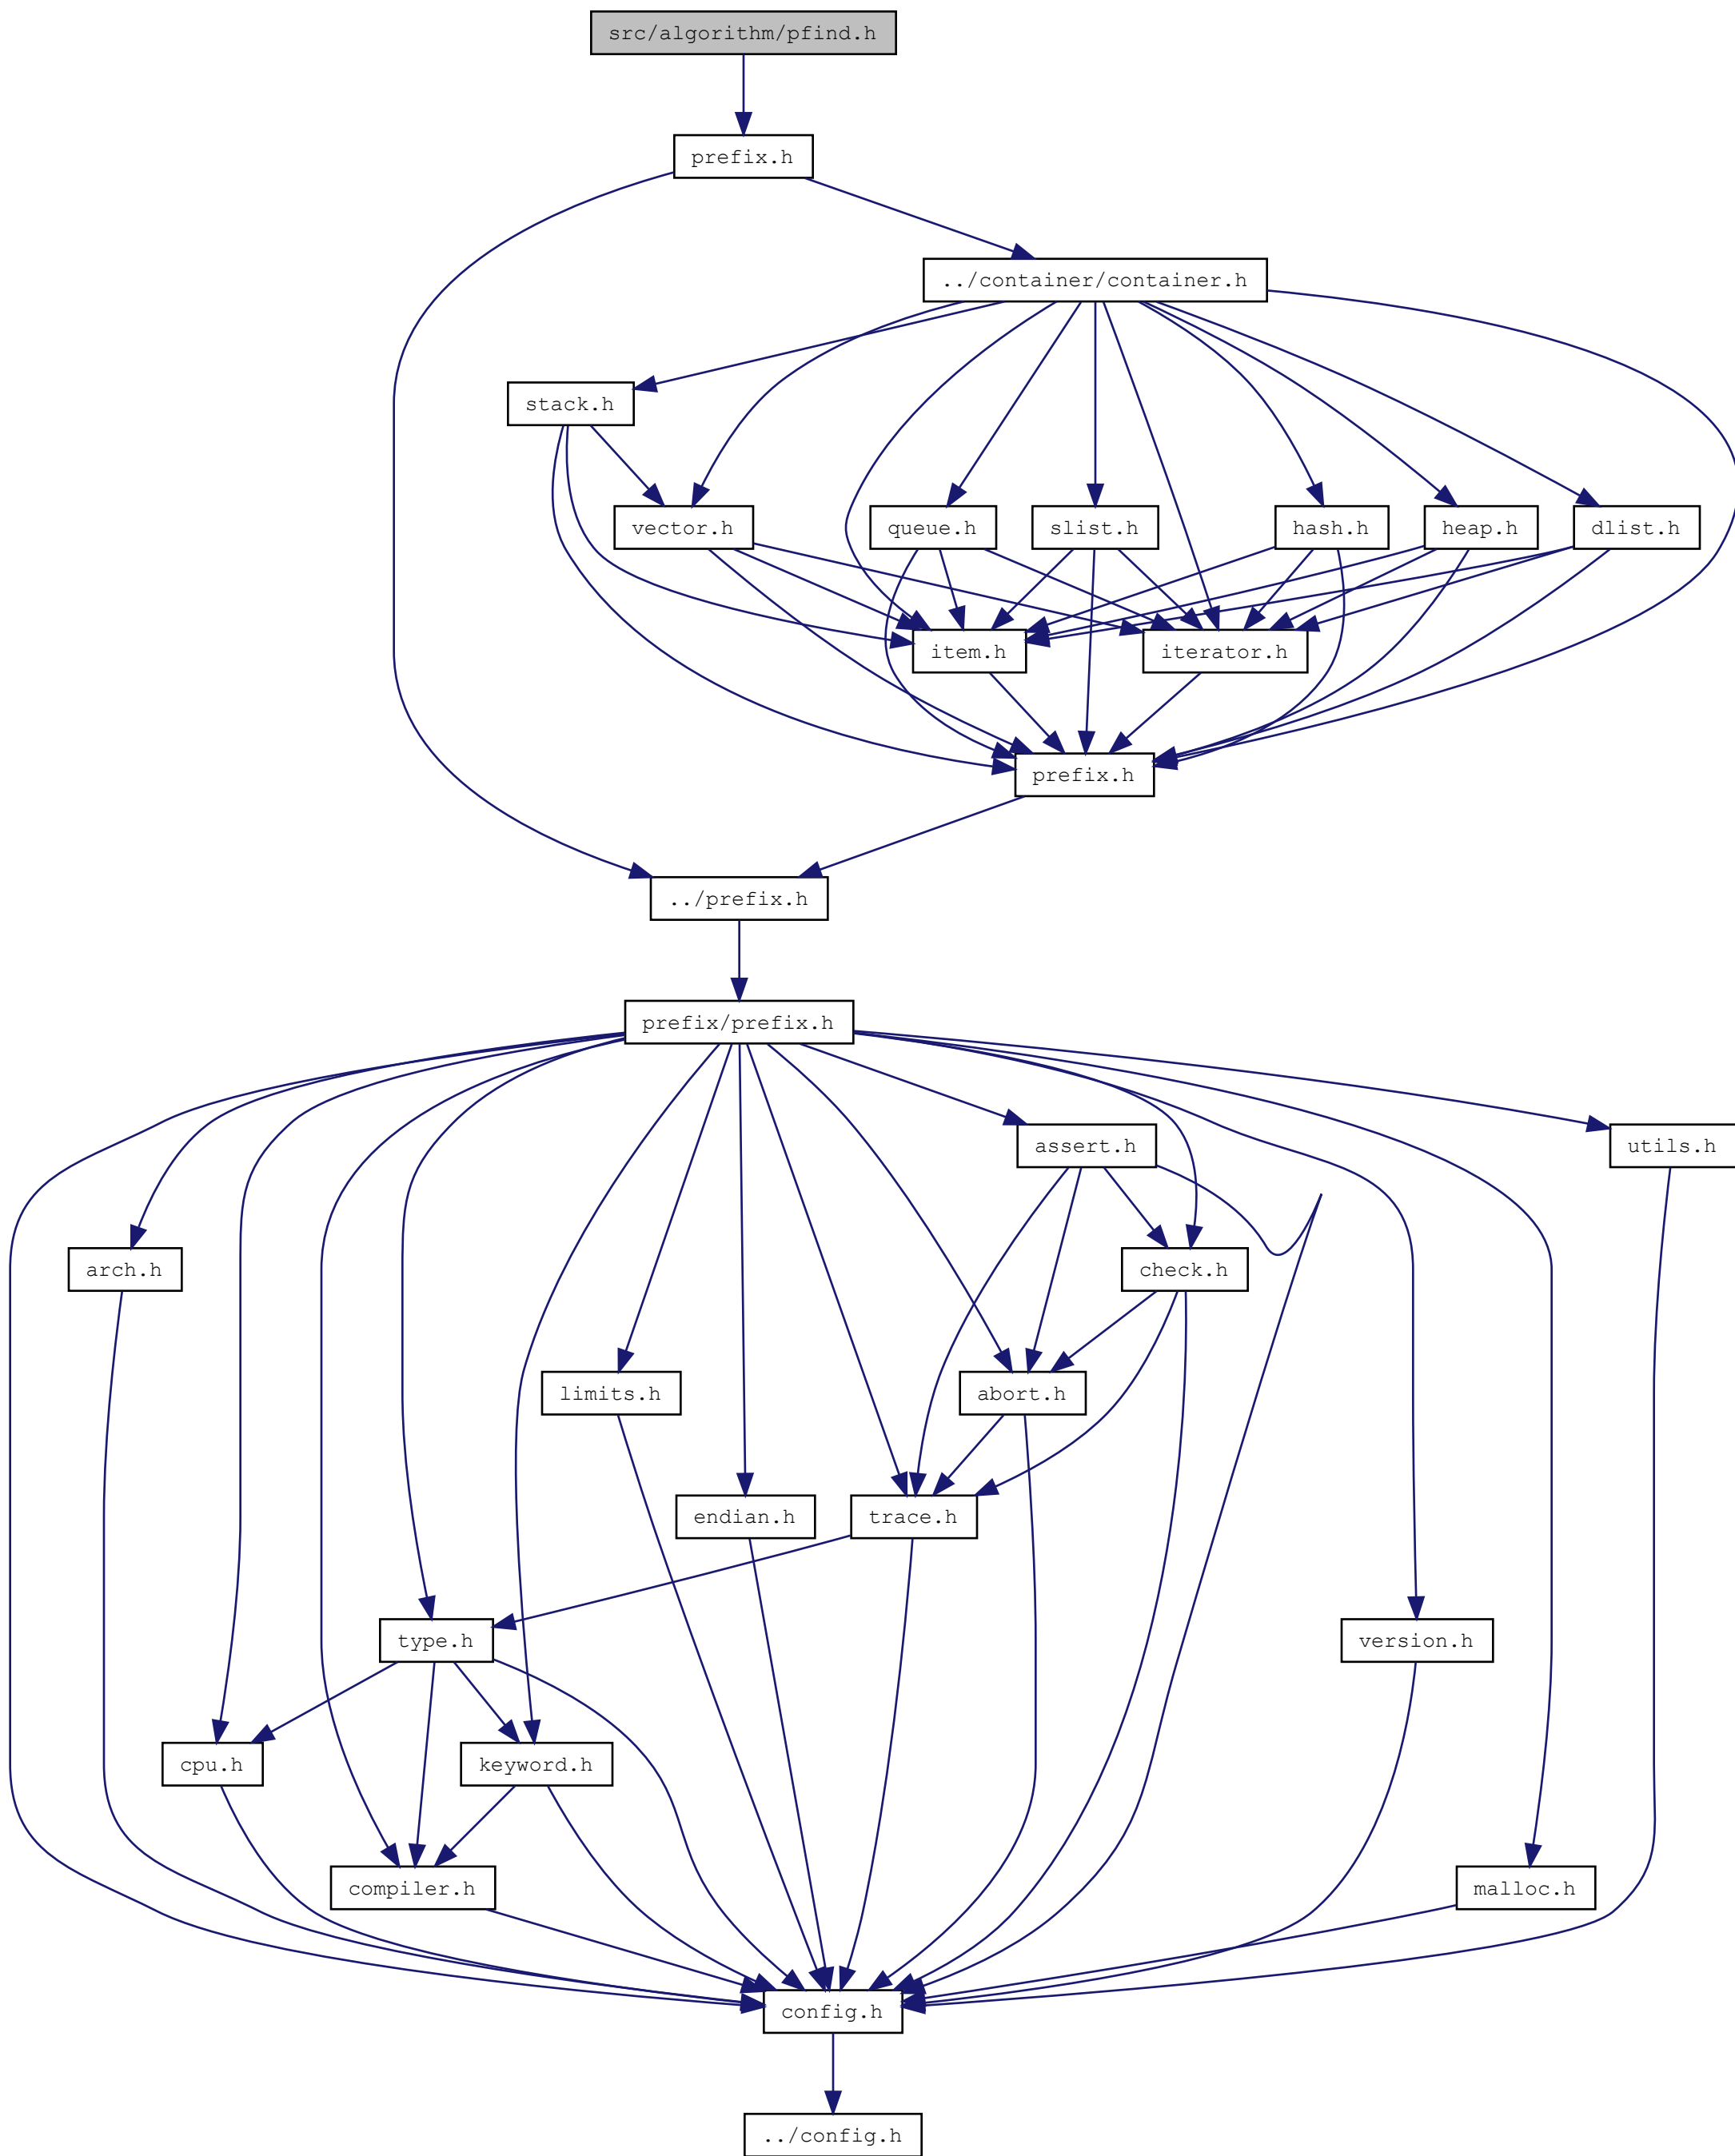 src/algorithm/pfind.h
prefix.h
../container/container.h
stack.h
vector.h
queue.h
slist.h
hash.h
heap.h
dlist.h
item.h
iterator.h
prefix.h
../prefix.h
prefix/prefix.h
assert.h
utils.h
arch.h
check.h
limits.h
abort.h
endian.h
trace.h
type.h
version.h
cpu.h
keyword.h
compiler.h
malloc.h
config.h
../config.h